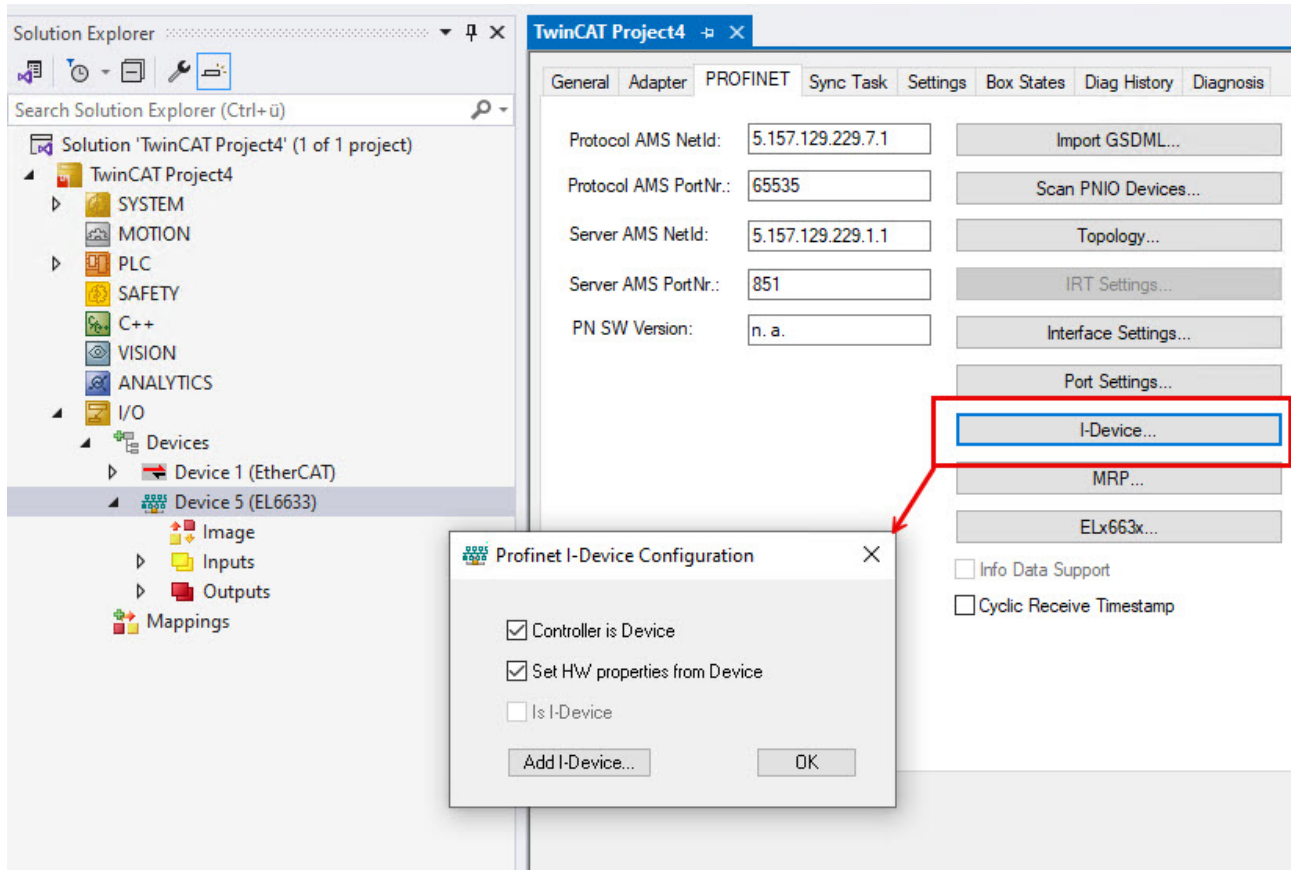 Solution Explorer
Search Solution Explorer (Ctrl+ü)
Solution 'TwinCAT Project4' (1 of 1 project)
TwinCAT Project4
SYSTEM
MOTION
PLC
SAFETY
C++
VISION
ANALYTICS
I/O
Devices
Device 1 (EtherCAT)
Device 5 (EL6633)
Image
Inputs
Outputs
Mappings
TwinCAT Project4
General Adapter PROFINET Sync Task Settings Box States Diag History Diagnosis
Protocol AMS NetId: 5.157.129.229.7.1 Import GSDML...
Protocol AMS PortNr.: 65535 Scan PNIO Devices...
Server AMS NetId: 5.157.129.229.1.1 Topology...
Server AMS PortNr.: 851 IRT Settings...
PN SW Version: n. a. Interface Settings...
Port Settings...
I-Device...
MRP...
ELx663x...
Info Data Support
Cyclic Receive Timestamp
Profinet I-Device Configuration
Controller is Device
Set HW properties from Device
Is I-Device
Add I-Device... OK